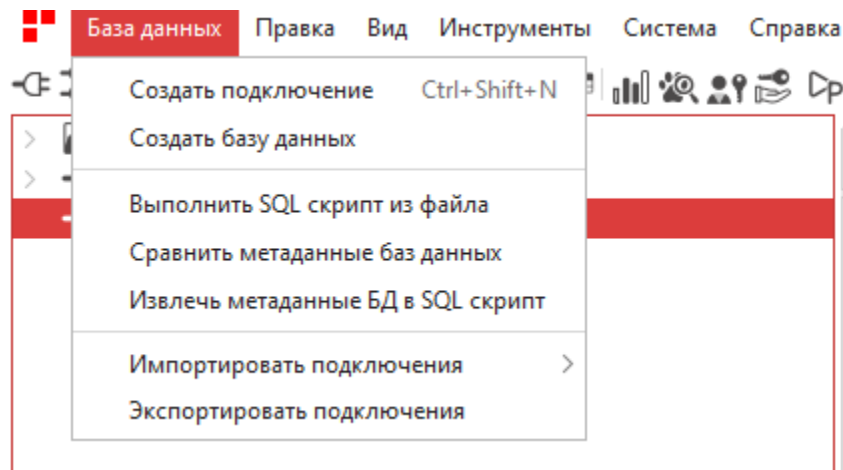 База данных Правка Вид Инструменты Система Справка
Создать подключение Ctrl+Shift+N
Создать базу данных
Выполнить SQL скрипт из файла
Сравнить метаданные баз данных
Извлечь метаданные БД в SQL скрипт
Импортировать подключения
Экспортировать подключения